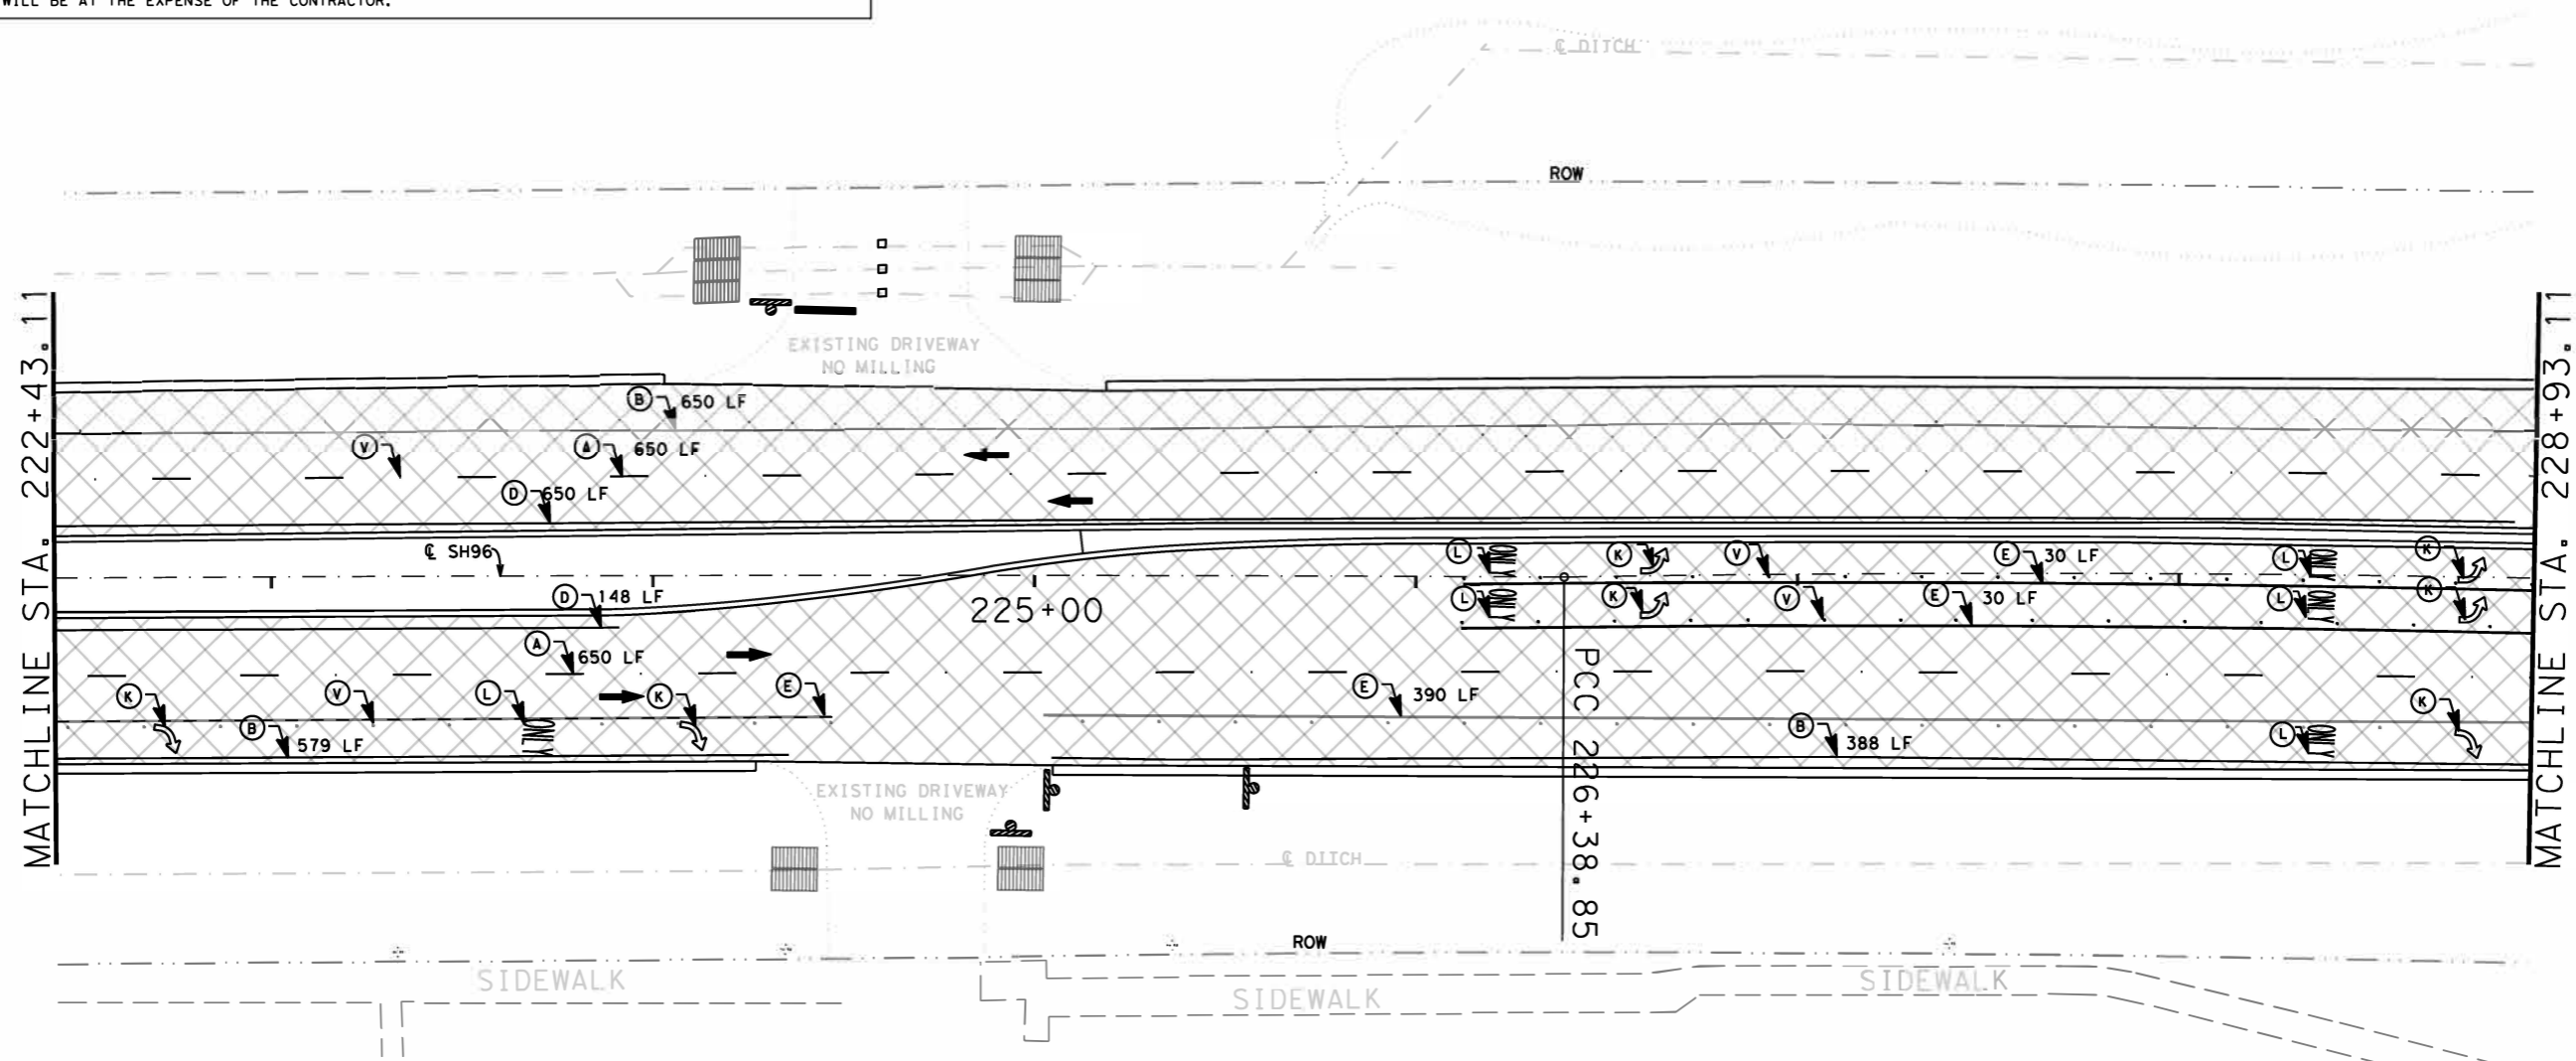 WILL BE AT THE EXPENSE OF THE CONTRACTOR.
℄ DITCH
ROW
EXISTING DRIVEWAY
NO MILLING
MATCHLINE STA. 222+43.11
MATCHLINE STA. 228+93.11
B 650 LF
V
A 650 LF
D 650 LF
℄ SH96
L ONLY
K
V
E 30 LF
L ONLY
K
D 148 LF
225+00
L ONLY
K
V
E 30 LF
L ONLY
K
A 650 LF
PCC 226+38.85
K
V
L ONLY
K
E
E 390 LF
K
B 579 LF
B 388 LF
L ONLY
EXISTING DRIVEWAY
NO MILLING
℄ DITCH
ROW
SIDEWALK
SIDEWALK
SIDEWALK